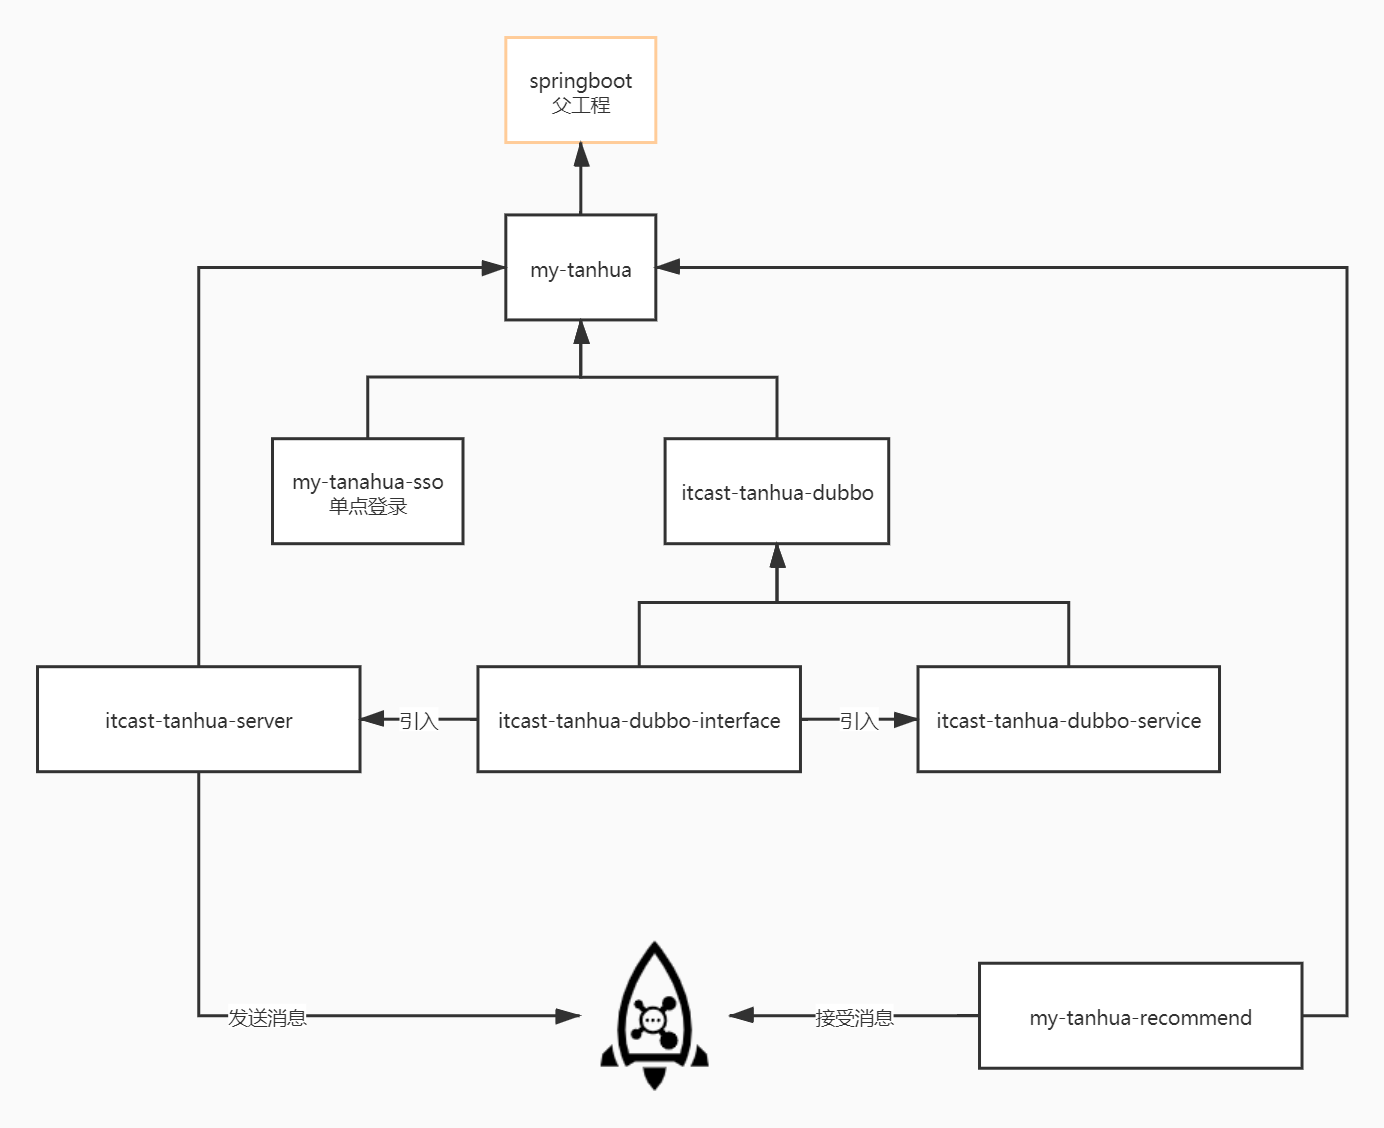 springboot
父工程
my-tanhua
my-tanahua-sso
单点登录
itcast-tanhua-dubbo
itcast-tanhua-server
引入
itcast-tanhua-dubbo-interface
引入
itcast-tanhua-dubbo-service
发送消息
接受消息
my-tanhua-recommend